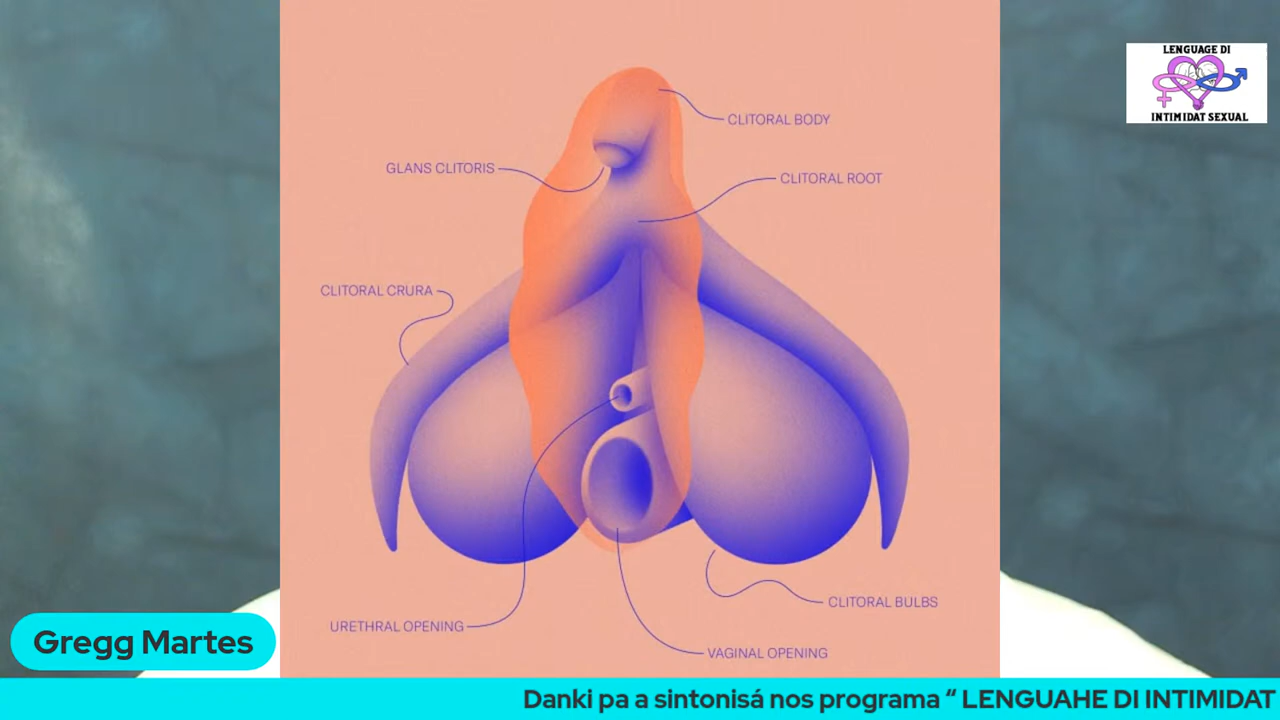 LENGUAGE DI
INTIMIDAT SEXUAL
CLITORAL BODY
GLANS CLITORIS
CLITORAL ROOT
CLITORAL CRURA
CLITORAL BULBS
URETHRAL OPENING
VAGINAL OPENING
Gregg Martes
Danki pa a sintonisá nos programa “ LENGUAHE DI INTIMIDAT